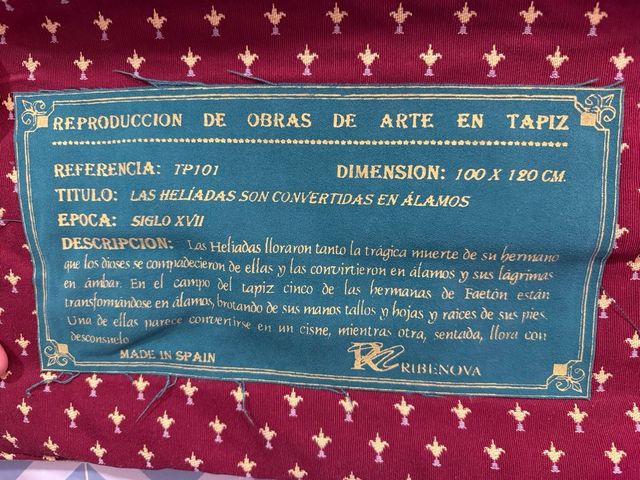 REPRODUCCION DE OBRAS DE ARTE EN TAPIZ
REFERENCIA: TP101 DIMENSION: 100 X 120 CM.
TITULO: LAS HELÍADAS SON CONVERTIDAS EN ÁLAMOS
EPOCA: SIGLO XVII
DESCRIPCION: Las Heliadas lloraron tanto la trágica muerte de su hermano
que los dioses se compadecieron de ellas y las convirtieron en álamos y sus lágrimas
en ámbar. En el campo del tapiz cinco de las hermanas de Faetón están
transformándose en álamos, brotando de sus manos tallos y hojas y raices de sus pies.
Una de ellas parece convertirse en un cisne, mientras otra, sentada, llora con
desconsuelo
MADE IN SPAIN
RN RIBENOVA